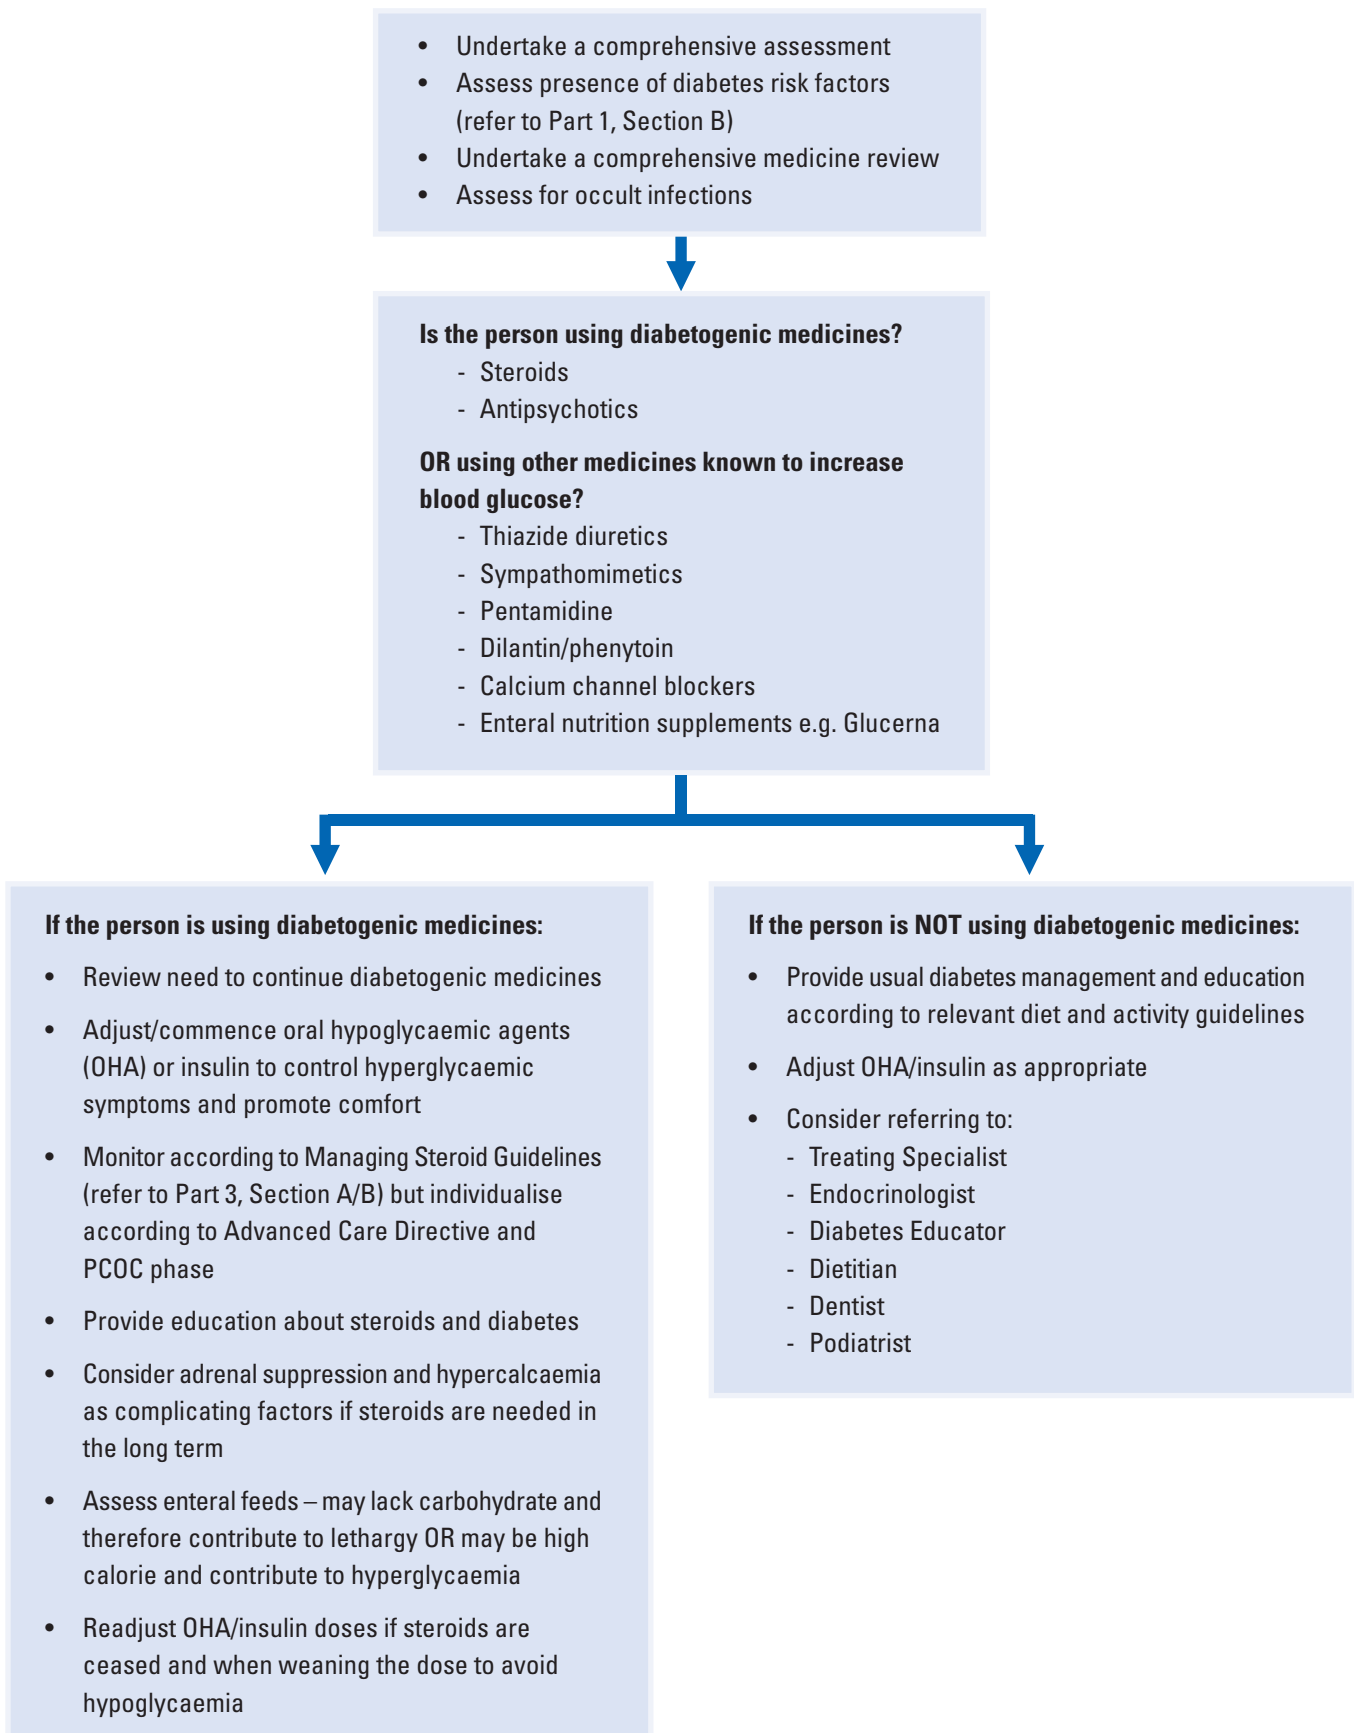 • Undertake a comprehensive assessment
• Assess presence of diabetes risk factors
(refer to Part 1, Section B)
• Undertake a comprehensive medicine review
• Assess for occult infections
Is the person using diabetogenic medicines?
- Steroids
- Antipsychotics
OR using other medicines known to increase
blood glucose?
- Thiazide diuretics
- Sympathomimetics
- Pentamidine
- Dilantin/phenytoin
- Calcium channel blockers
- Enteral nutrition supplements e.g. Glucerna
If the person is using diabetogenic medicines:
• Review need to continue diabetogenic medicines
• Adjust/commence oral hypoglycaemic agents
(OHA) or insulin to control hyperglycaemic
symptoms and promote comfort
• Monitor according to Managing Steroid Guidelines
(refer to Part 3, Section A/B) but individualise
according to Advanced Care Directive and
PCOC phase
• Provide education about steroids and diabetes
• Consider adrenal suppression and hypercalcaemia
as complicating factors if steroids are needed in
the long term
• Assess enteral feeds – may lack carbohydrate and
therefore contribute to lethargy OR may be high
calorie and contribute to hyperglycaemia
• Readjust OHA/insulin doses if steroids are
ceased and when weaning the dose to avoid
hypoglycaemia
If the person is NOT using diabetogenic medicines:
• Provide usual diabetes management and education
according to relevant diet and activity guidelines
• Adjust OHA/insulin as appropriate
• Consider referring to:
- Treating Specialist
- Endocrinologist
- Diabetes Educator
- Dietitian
- Dentist
- Podiatrist